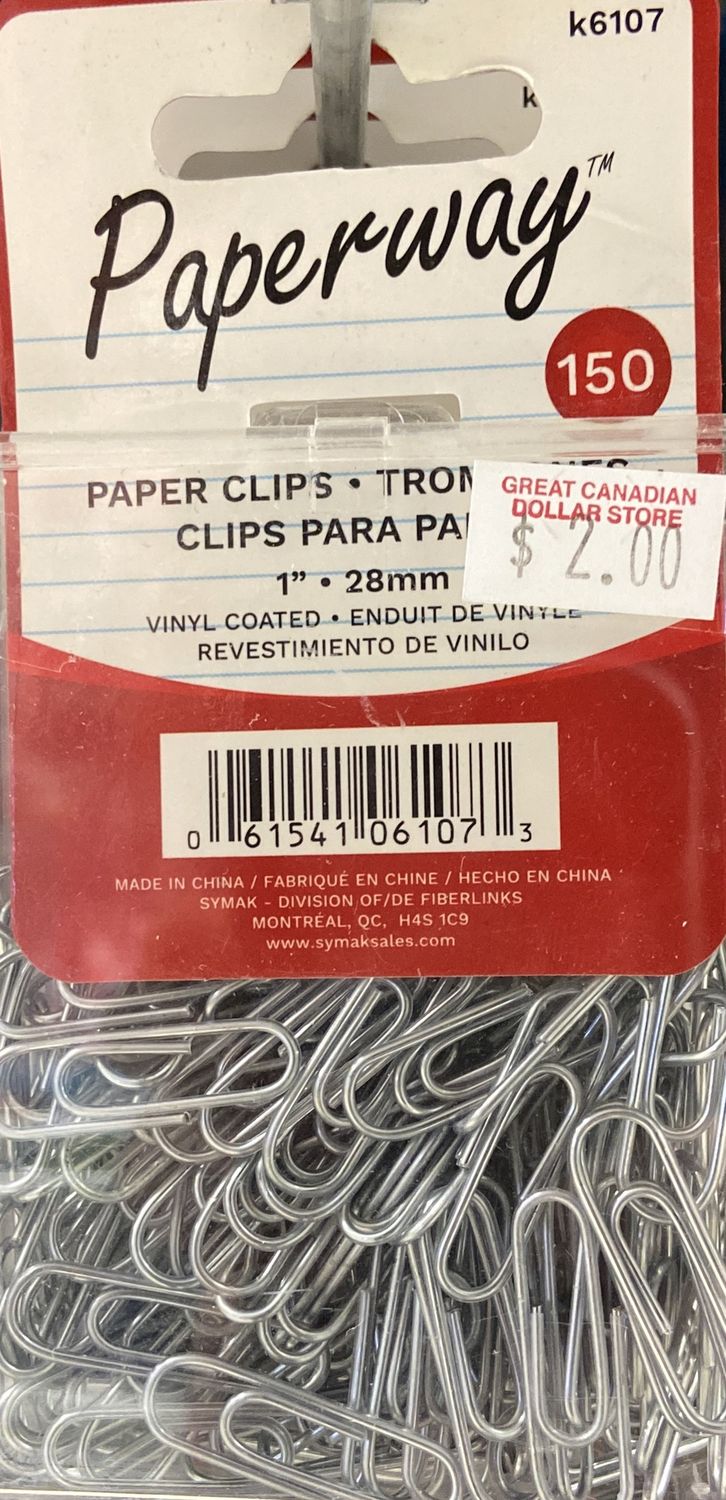 k6107
k
Paperway™
150
PAPER CLIPS • TROM
CLIPS PARA PA
GREAT CANADIAN
DOLLAR STORE
$ 2.00
1” • 28mm
VINYL COATED • ENDUIT DE VINYLE
REVESTIMIENTO DE VINILO
0 61541 06107 3
MADE IN CHINA / FABRIQUÉ EN CHINE / HECHO EN CHINA
SYMAK - DIVISION OF/DE FIBERLINKS
MONTRÉAL, QC, H4S 1C9
www.symaksales.com